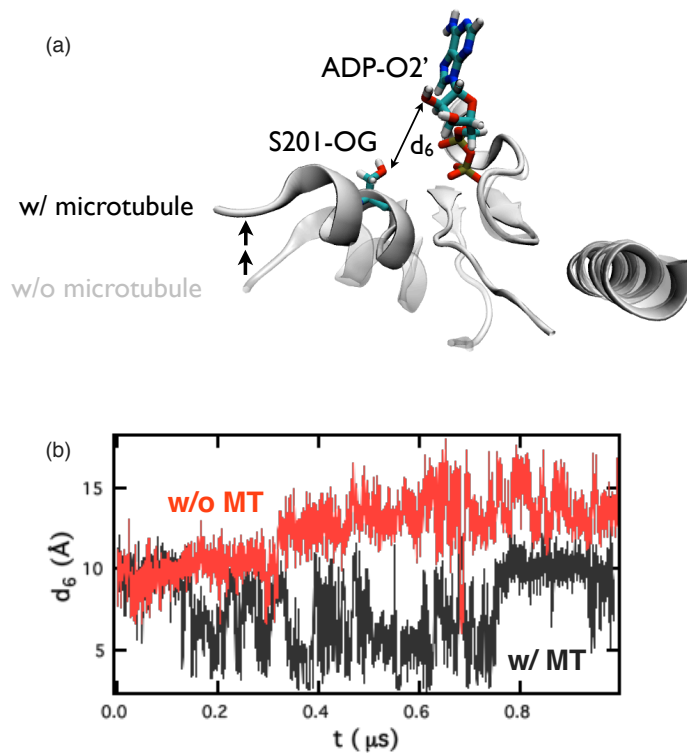 (a)
ADP-O2'
S201-OG
d6
w/ microtubule
w/o microtubule
(b)
w/o MT
w/ MT
d6 (Å)
15
10
5
0.0 0.2 0.4 0.6 0.8
t ( μs)